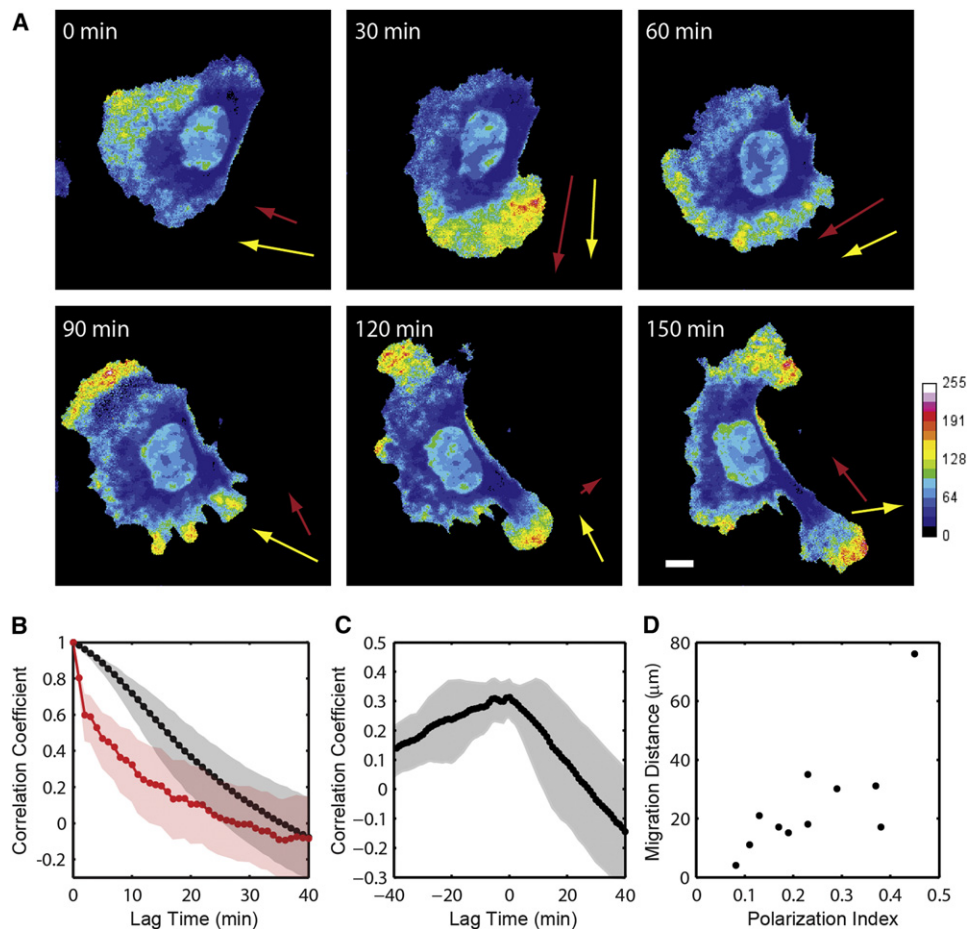 A
0 min
30 min
60 min
90 min
120 min
150 min
255
191
128
64
0
B
Correlation Coefficient
1
0.8
0.6
0.4
0.2
0
-0.2
0
10
20
30
40
Lag Time (min)
C
Correlation Coefficient
0.5
0.4
0.3
0.2
0.1
0
-0.1
-0.3
−40
−20
0
20
40
Lag Time (min)
D
Migration Distance (μm)
80
60
40
20
0
0
0.1
0.2
0.3
0.4
0.5
Polarization Index